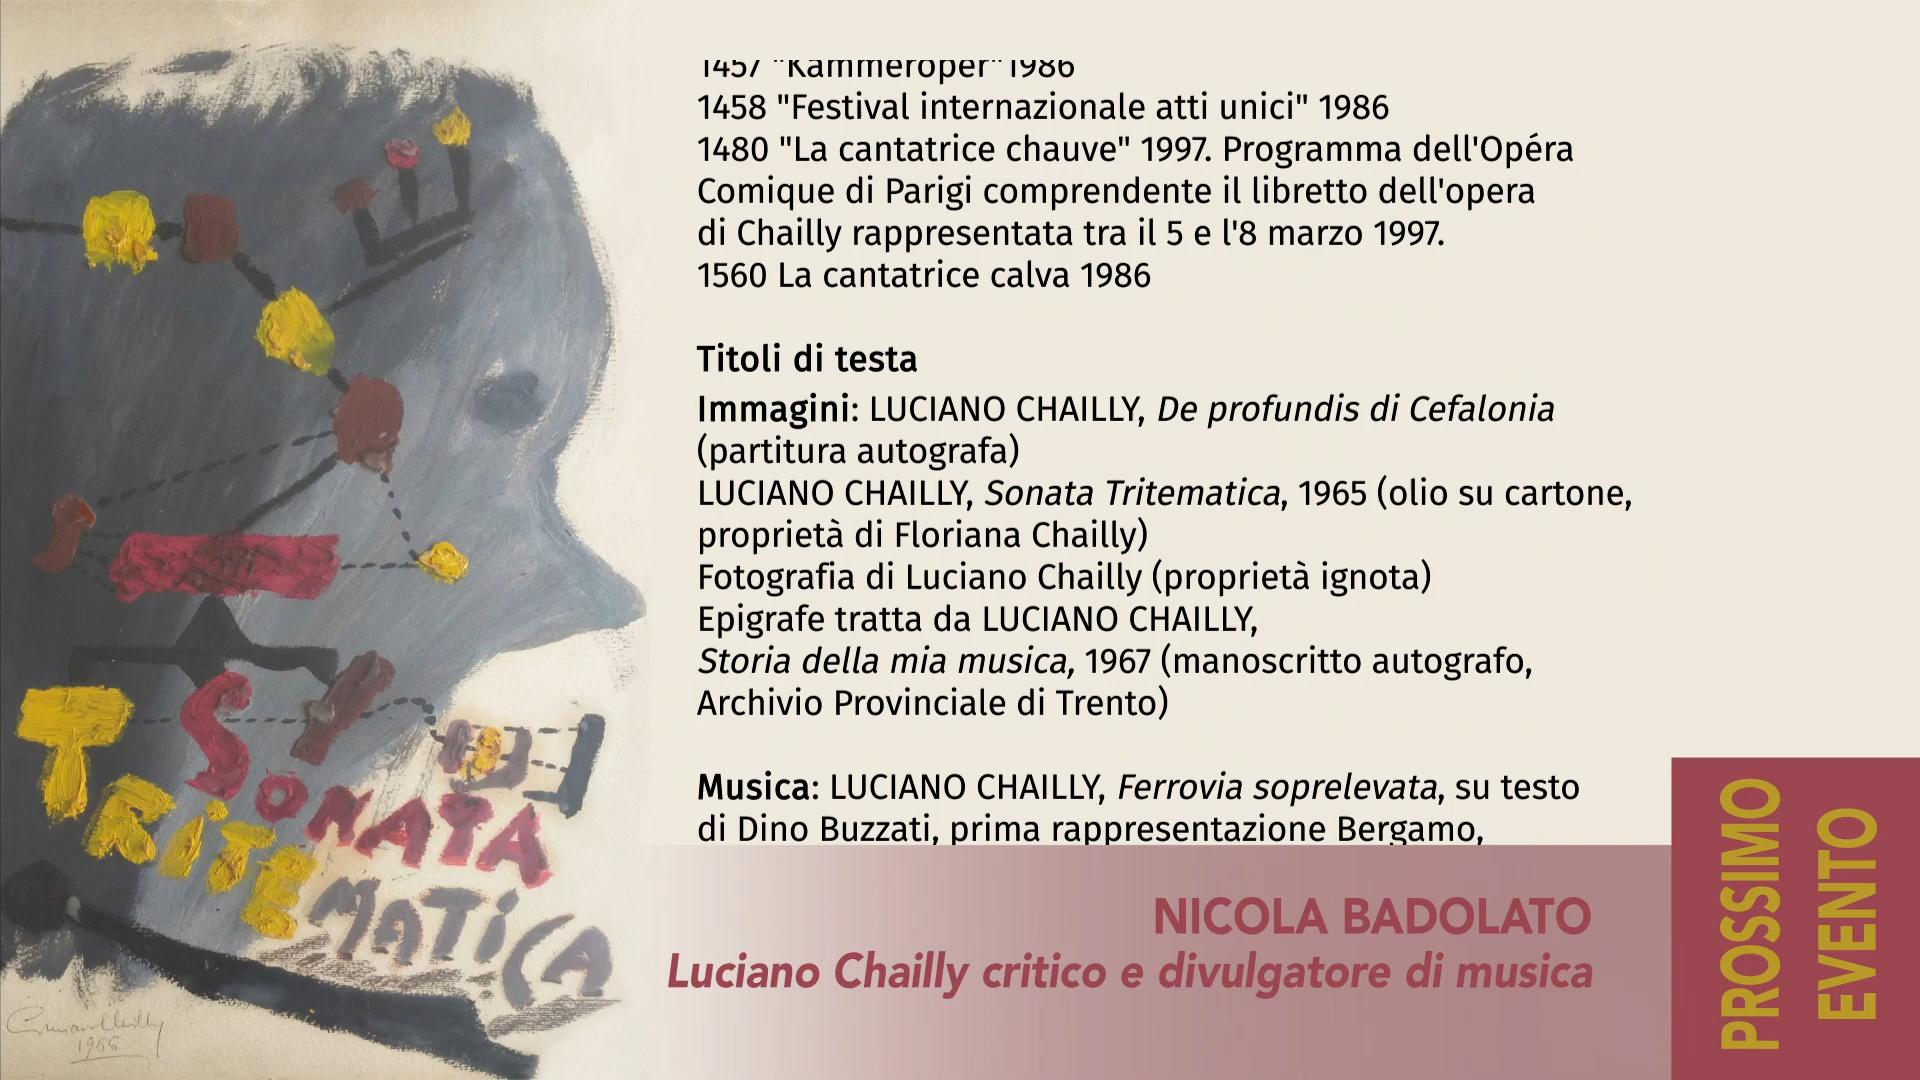 1457 "Kammeroper" 1986
1458 "Festival internazionale atti unici" 1986
1480 "La cantatrice chauve" 1997. Programma dell'Opéra
Comique di Parigi comprendente il libretto dell'opera
di Chailly rappresentata tra il 5 e l'8 marzo 1997.
1560 La cantatrice calva 1986
Titoli di testa
Immagini: LUCIANO CHAILLY, De profundis di Cefalonia
(partitura autografa)
LUCIANO CHAILLY, Sonata Tritematica, 1965 (olio su cartone,
proprietà di Floriana Chailly)
Fotografia di Luciano Chailly (proprietà ignota)
Epigrafe tratta da LUCIANO CHAILLY,
Storia della mia musica, 1967 (manoscritto autografo,
Archivio Provinciale di Trento)
Musica: LUCIANO CHAILLY, Ferrovia soprelevata, su testo
di Dino Buzzati, prima rappresentazione Bergamo,
NICOLA BADOLATO
Luciano Chailly critico e divulgatore di musica
PROSSIMO
EVENTO
SONATA
TRITE
MATICA